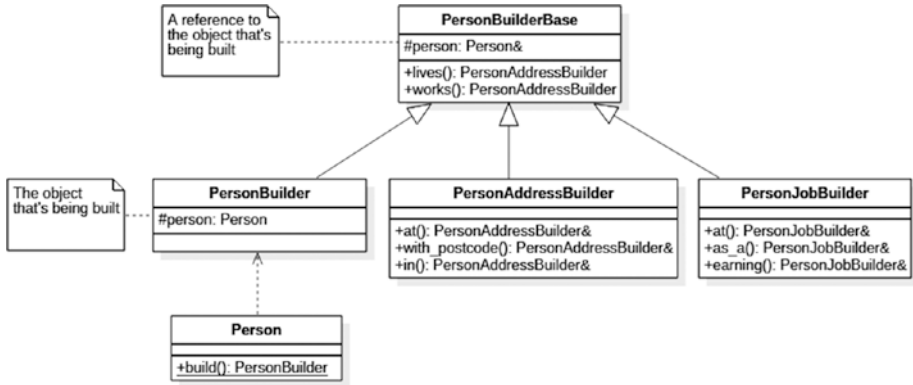 A reference to
the object that's
being built
PersonBuilderBase
#person: Person&
+lives(): PersonAddressBuilder
+works(): PersonAddressBuilder
The object
that's being built
PersonBuilder
#person: Person
PersonAddressBuilder
+at(): PersonAddressBuilder&
+with_postcode(): PersonAddressBuilder&
+in(): PersonAddressBuilder&
PersonJobBuilder
+at(): PersonJobBuilder&
+as_a(): PersonJobBuilder&
+earning(): PersonJobBuilder&
Person
+build(): PersonBuilder